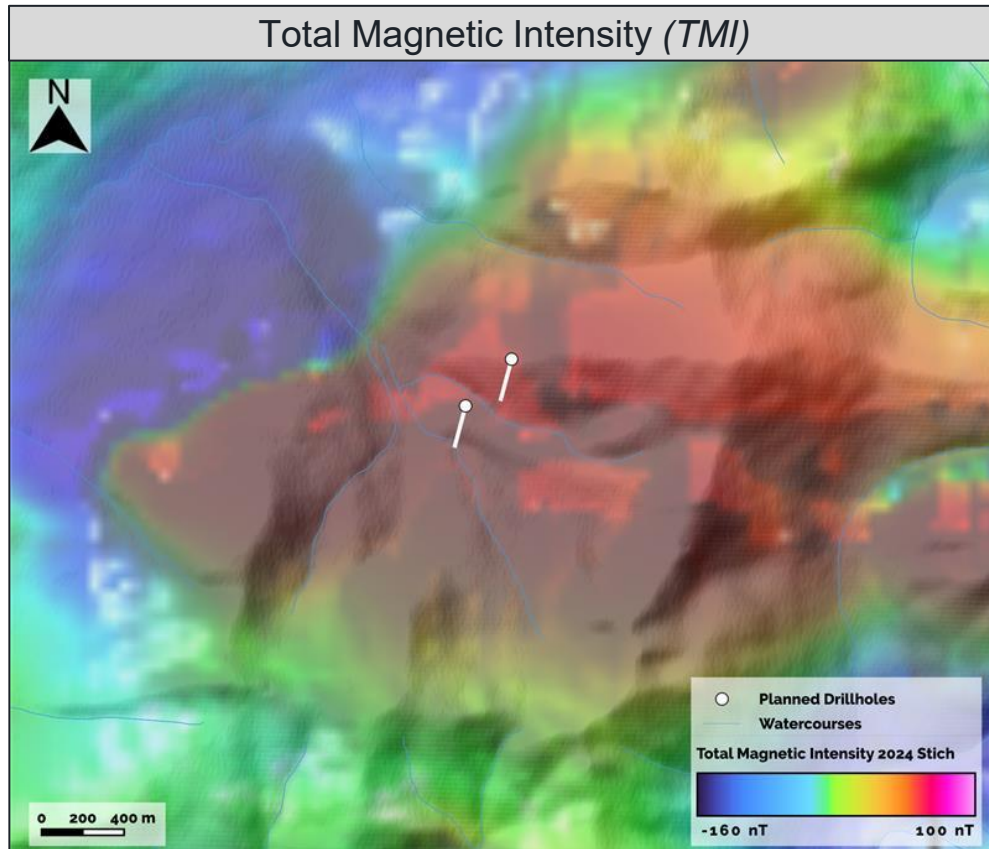 Total Magnetic Intensity (TMI)
N
Planned Drillholes
Watercourses
Total Magnetic Intensity 2024 Stich
-160 nT 100 nT
0 200 400 m